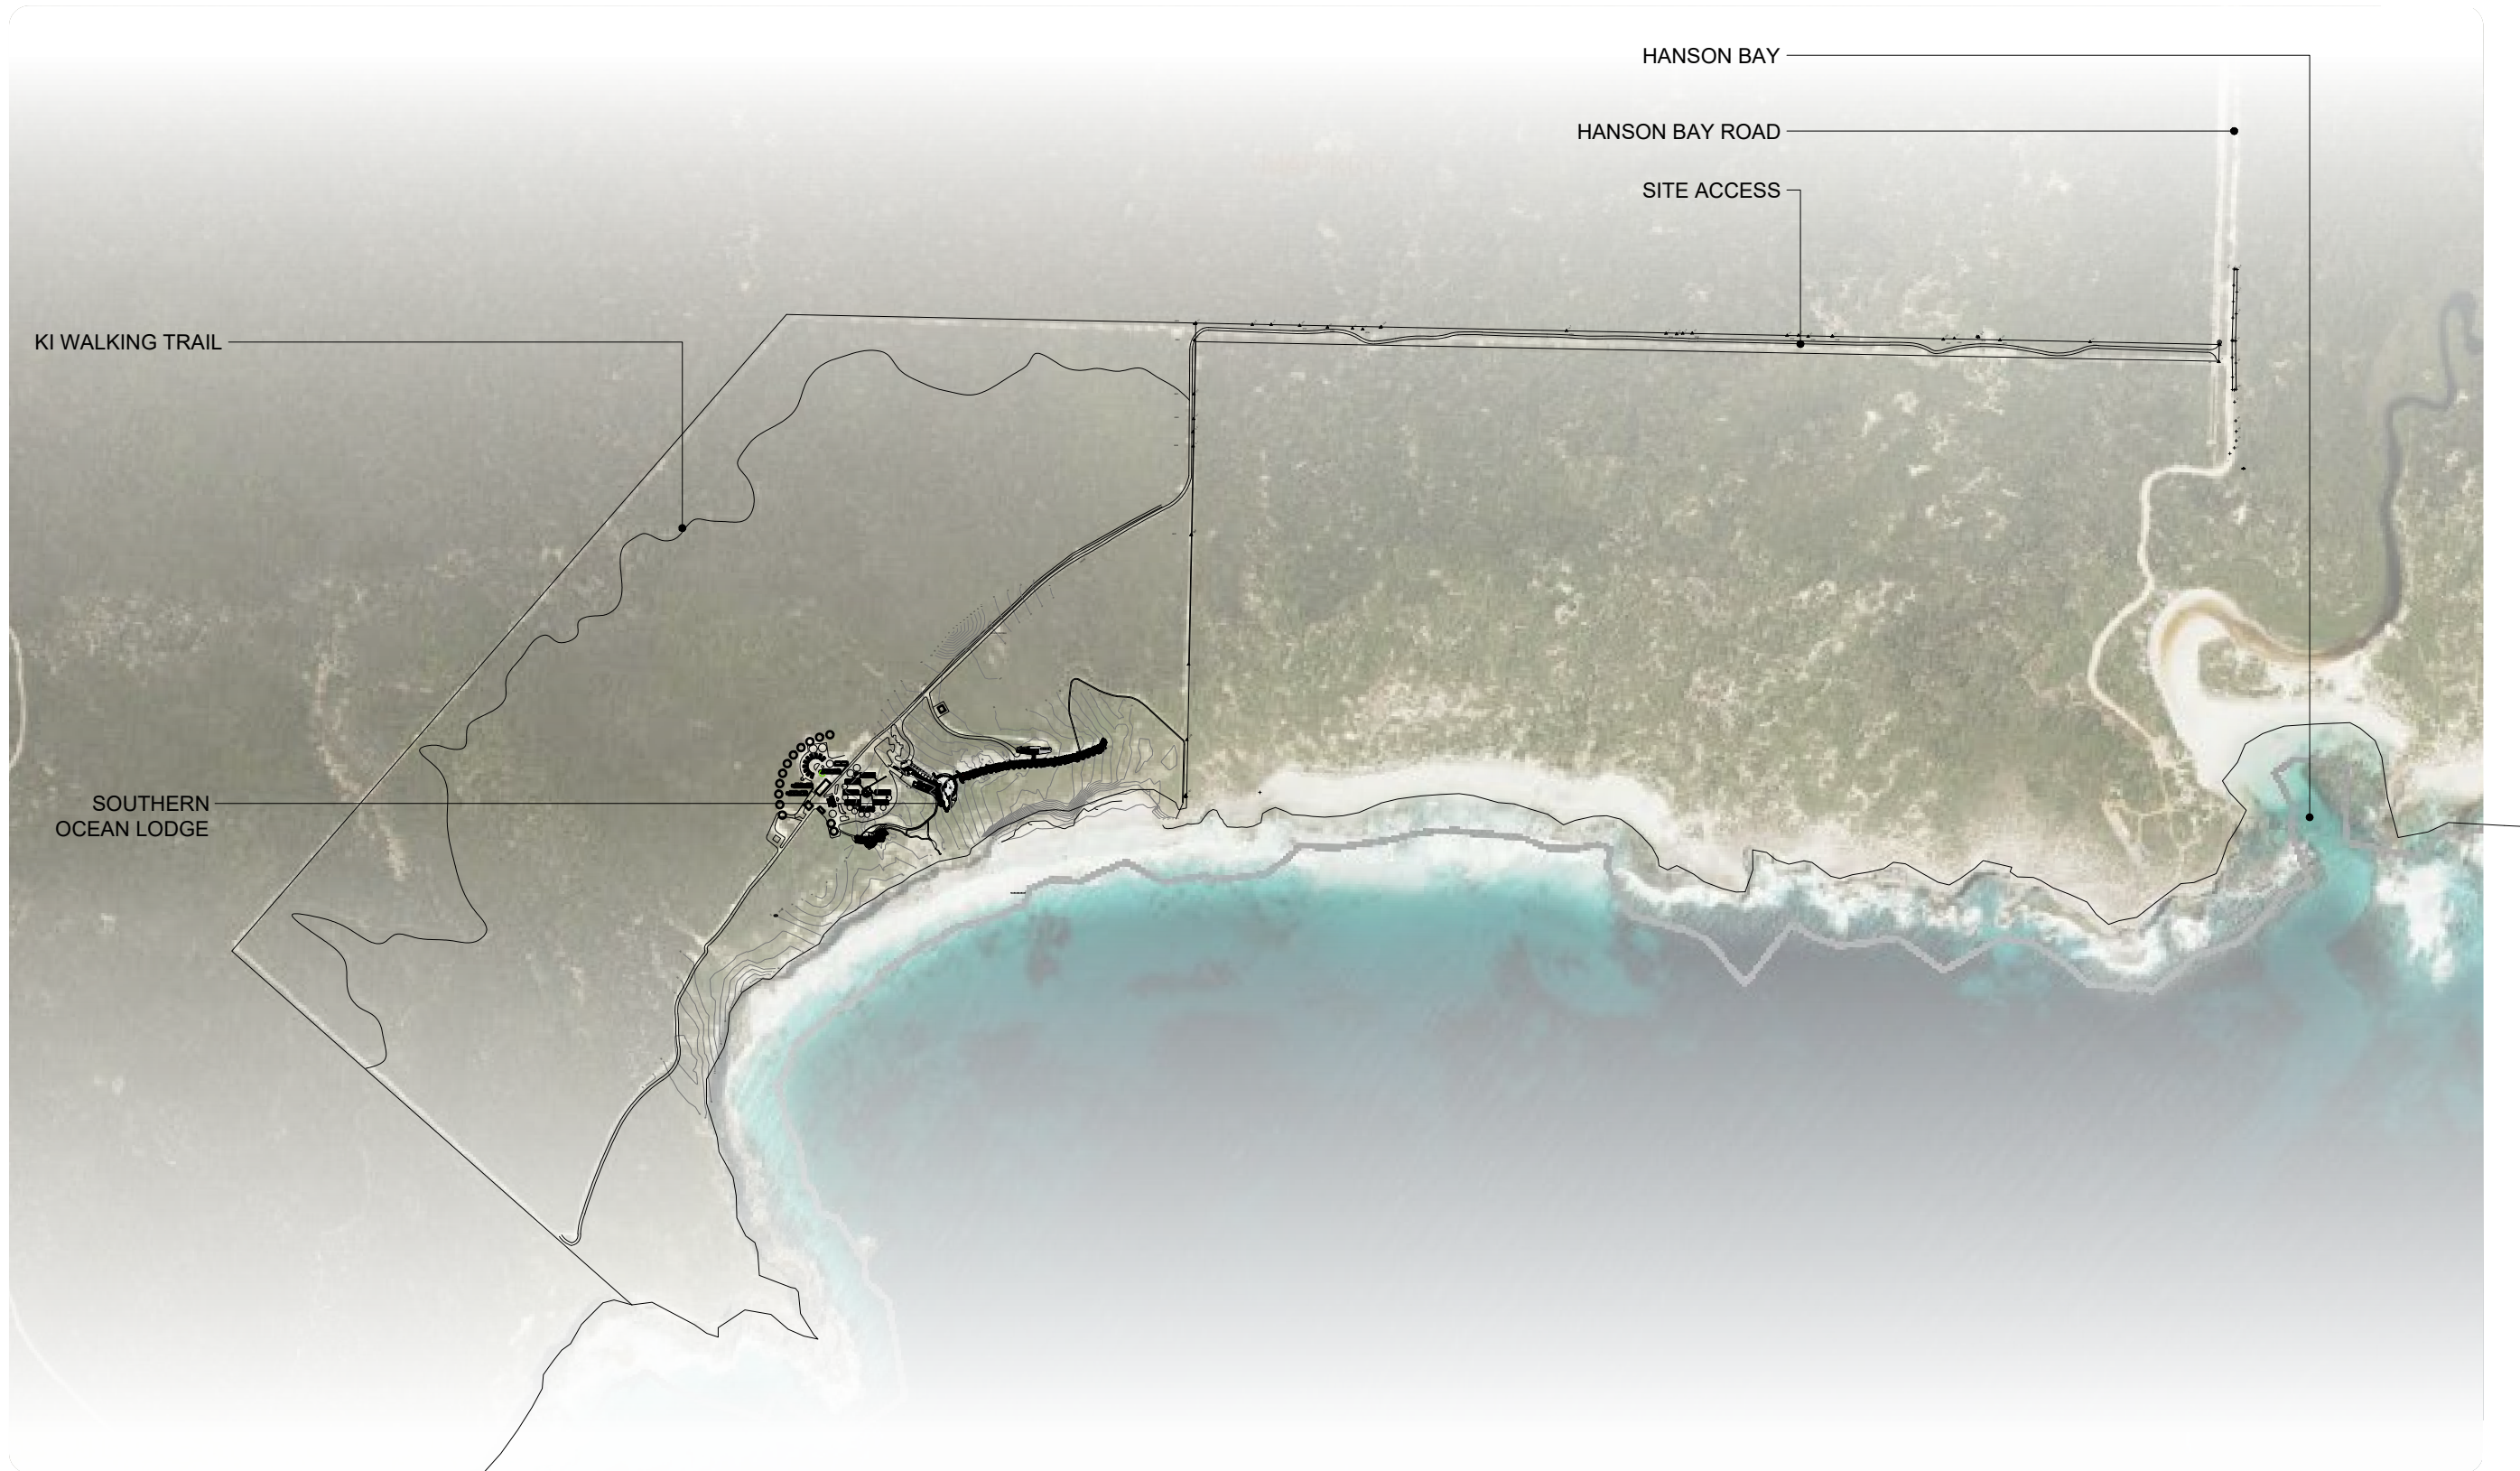 HANSON BAY
HANSON BAY ROAD
SITE ACCESS
KI WALKING TRAIL
SOUTHERN
OCEAN LODGE